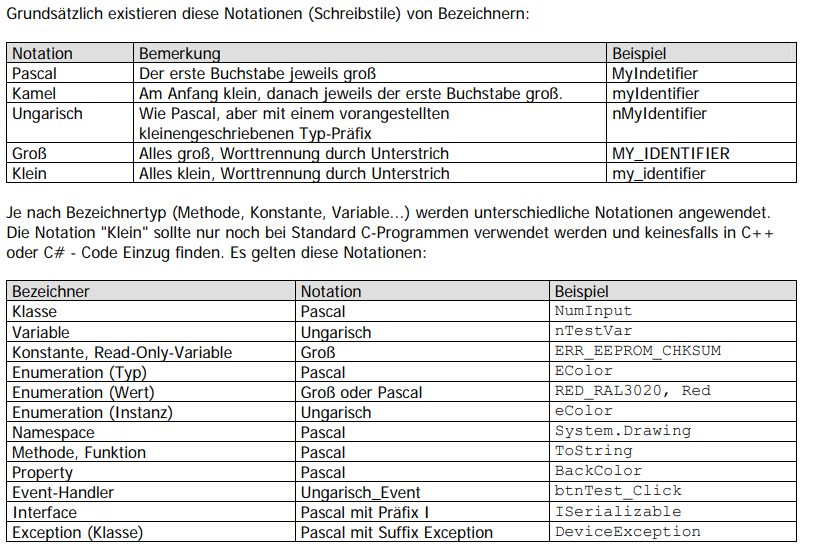 Grundsätzlich existieren diese Notationen (Schreibstile) von Bezeichnern:
Notation Bemerkung Beispiel
Pascal Der erste Buchstabe jeweils groß MyIndetifier
Kamel Am Anfang klein, danach jeweils der erste Buchstabe groß. myIdentifier
Ungarisch Wie Pascal, aber mit einem vorangestellten nMyIdentifier
kleinengeschriebenen Typ-Präfix
Groß Alles groß, Worttrennung durch Unterstrich MY_IDENTIFIER
Klein Alles klein, Worttrennung durch Unterstrich my_identifier
Je nach Bezeichnertyp (Methode, Konstante, Variable...) werden unterschiedliche Notationen angewendet.
Die Notation "Klein" sollte nur noch bei Standard C-Programmen verwendet werden und keinesfalls in C++
oder C# - Code Einzug finden. Es gelten diese Notationen:
Bezeichner Notation Beispiel
Klasse Pascal NumInput
Variable Ungarisch nTestVar
Konstante, Read-Only-Variable Groß ERR_EEPROM_CHKSUM
Enumeration (Typ) Pascal EColor
Enumeration (Wert) Groß oder Pascal RED_RAL3020, Red
Enumeration (Instanz) Ungarisch eColor
Namespace Pascal System.Drawing
Methode, Funktion Pascal ToString
Property Pascal BackColor
Event-Handler Ungarisch_Event btnTest_Click
Interface Pascal mit Präfix I ISerializable
Exception (Klasse) Pascal mit Suffix Exception DeviceException